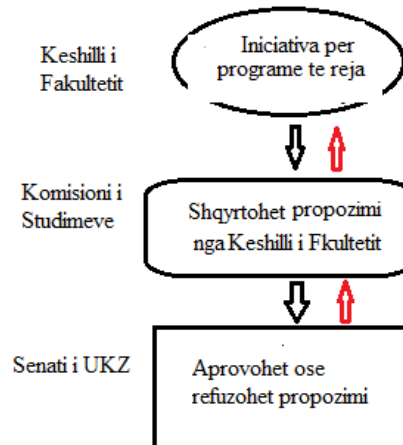 Keshilli i
Fakultetit
Iniciativa per
programe te reja
Komisioni i
Studimeve
Shqyrtohet propozimi
nga Keshilli i Fkultetit
Senati i UKZ
Aprovohet ose
refuzohet propozimi